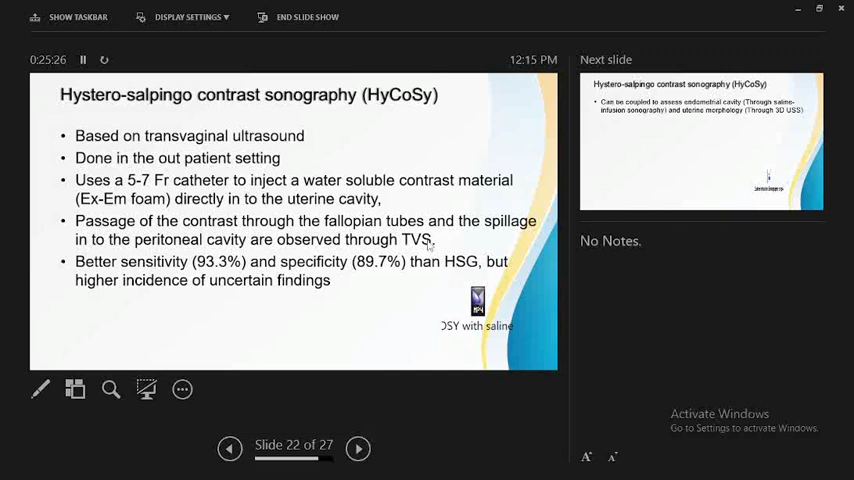 SHOW TASKBAR
DISPLAY SETTINGS
END SLIDE SHOW
0:25:26
12:15 PM
Hystero-salpingo contrast sonography (HyCoSy)
• Based on transvaginal ultrasound
• Done in the out patient setting
• Uses a 5-7 Fr catheter to inject a water soluble contrast material
(Ex-Em foam) directly in to the uterine cavity,
• Passage of the contrast through the fallopian tubes and the spillage
in to the peritoneal cavity are observed through TVS.
• Better sensitivity (93.3%) and specificity (89.7%) than HSG, but
higher incidence of uncertain findings
MP4
OSY with saline
Next slide
Hystero-salpingo contrast sonography (HyCoSy)
• Can be coupled to assess endometrial cavity (Through saline-
infusion sonography) and uterine morphology (Through 3D USS)
No Notes.
Slide 22 of 27
Activate Windows
Go to Settings to activate Windows.
A A